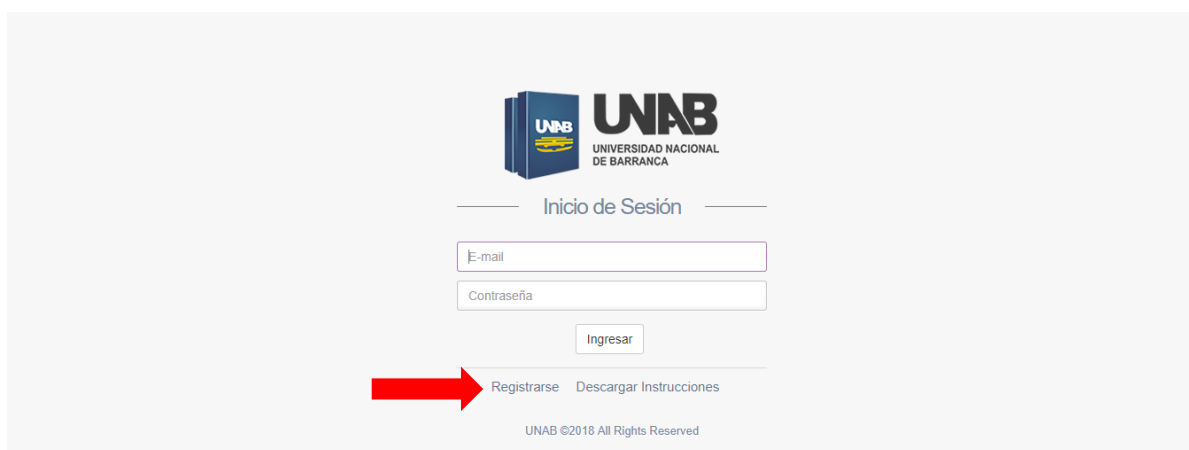 UNAB
UNAB
UNIVERSIDAD NACIONAL
DE BARRANCA
Inicio de Sesión
E-mail
Contraseña
Ingresar
Registrarse Descargar Instrucciones
UNAB ©2018 All Rights Reserved